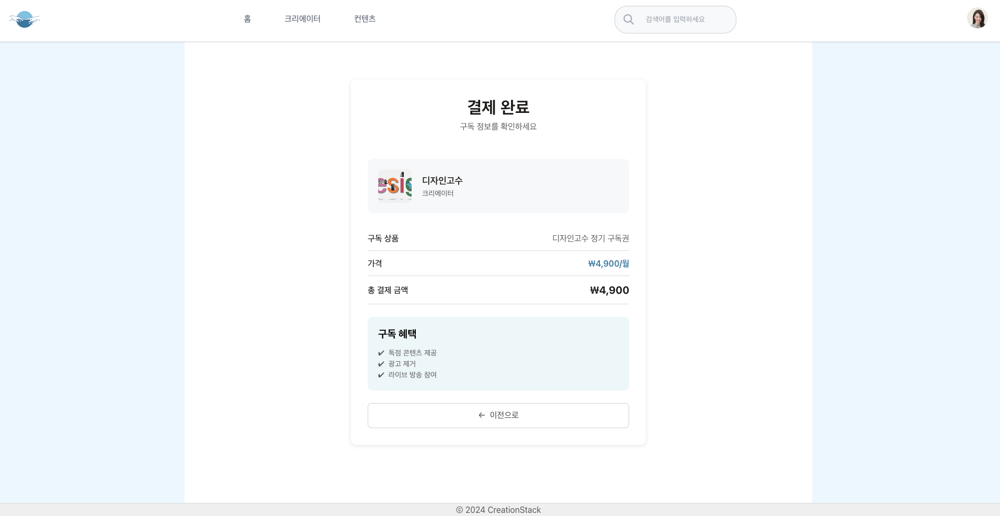 홈 크리에이터 컨텐츠 검색어를 입력하세요
결제 완료
구독 정보를 확인하세요
esig
디자인고수
크리에이터
구독 상품 디자인고수 정기 구독권
가격 ₩4,900/월
총 결제 금액 ₩4,900
구독 혜택
✔ 독점 콘텐츠 제공
✔ 광고 제거
✔ 라이브 방송 참여
← 이전으로
© 2024 CreationStack